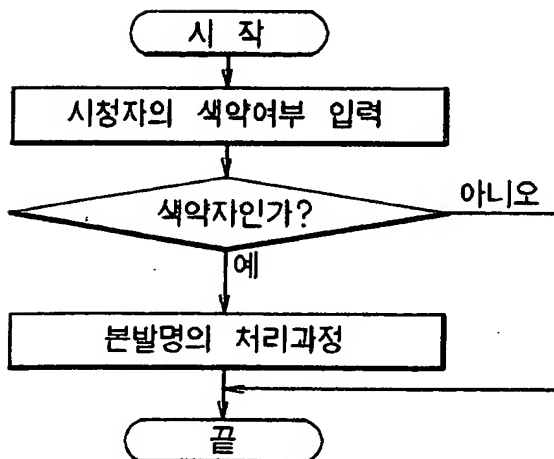 시 작
시청자의 색약여부 입력
색약자인가?
아니오
예
본발명의 처리과정
끝